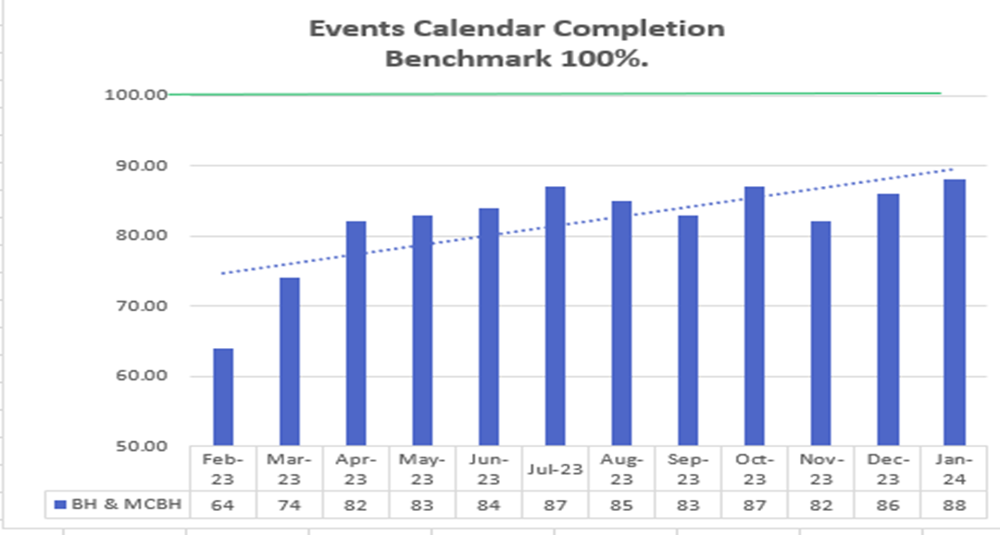 Events Calendar Completion
Benchmark 100%.
100.00
90.00
80.00
70.00
60.00
50.00
Feb- Mar- Apr- May- Jun- Jul-23 Aug- Sep- Oct- Nov- Dec- Jan-
23 23 23 23 23 23 23 23 23 23 24
BH & MCBH 64 74 82 83 84 87 85 83 87 82 86 88